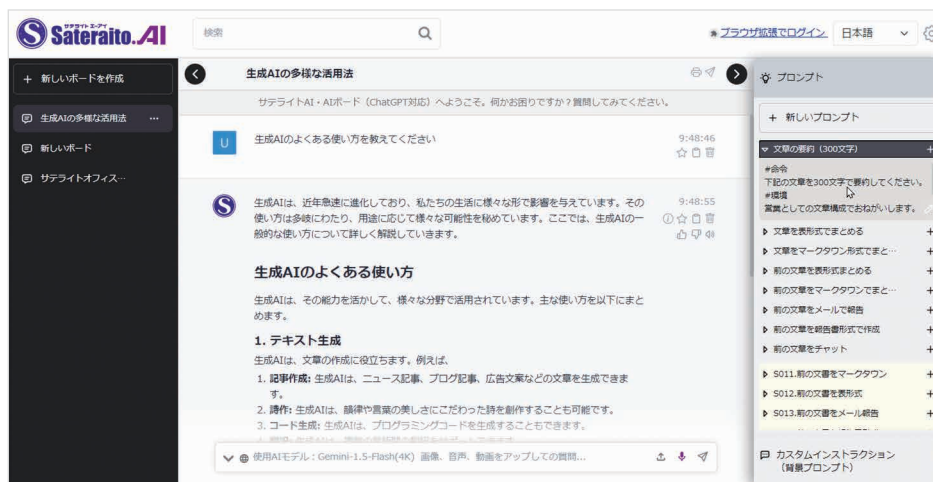 サテライト エーアイ
Sateraito.AI
検索
ブラウザ拡張でログイン
日本語
+ 新しいボードを作成
生成AIの多様な活用法 …
新しいボード
サテライトオフィス…
生成AIの多様な活用法
サテライトAI・AIボード(ChatGPT対応)へようこそ。何かお困りですか?質問してみてください。
U
生成AIのよくある使い方を教えてください
9:48:46
S
生成AIは、近年急速に進化しており、私たちの生活に様々な形で影響を与えています。その
使い方は多岐にわたり、用途に応じて様々な可能性を秘めています。ここでは、生成AIの一
般的な使い方について詳しく解説していきます。
9:48:55
生成AIのよくある使い方
生成AIは、その能力を活かして、様々な分野で活用されています。主な使い方を以下にまと
めます。
1. テキスト生成
生成AIは、文章の作成に役立ちます。例えば、
1. 記事作成: 生成AIは、ニュース記事、ブログ記事、広告文案などの文章を生成できま
す。
2. 詩作: 生成AIは、韻律や言葉の美しさにこだわった詩を創作することも可能です。
3. コード生成: 生成AIは、プログラミングコードを生成することもできます。
使用AIモデル:Gemini-1.5-Flash(4K) 画像、音声、動画をアップしての質問...
プロンプト
+ 新しいプロンプト
文章の要約(300文字) +
#命令
下記の文章を300文字で要約してください。
#環境
営業としての文章構成でおねがいします。
文章を表形式でまとめる +
文章をマークタウン形式でまと… +
前の文章を表形式まとめる +
前の文章をマークタウンでまと… +
前の文章をメールで報告 +
前の文章を報告書形式で作成 +
前の文章をチャット +
S011.前の文書をマークタウン +
S012.前の文書を表形式 +
S013.前の文書をメール報告 +
カスタムインストラクション
(背景プロンプト)